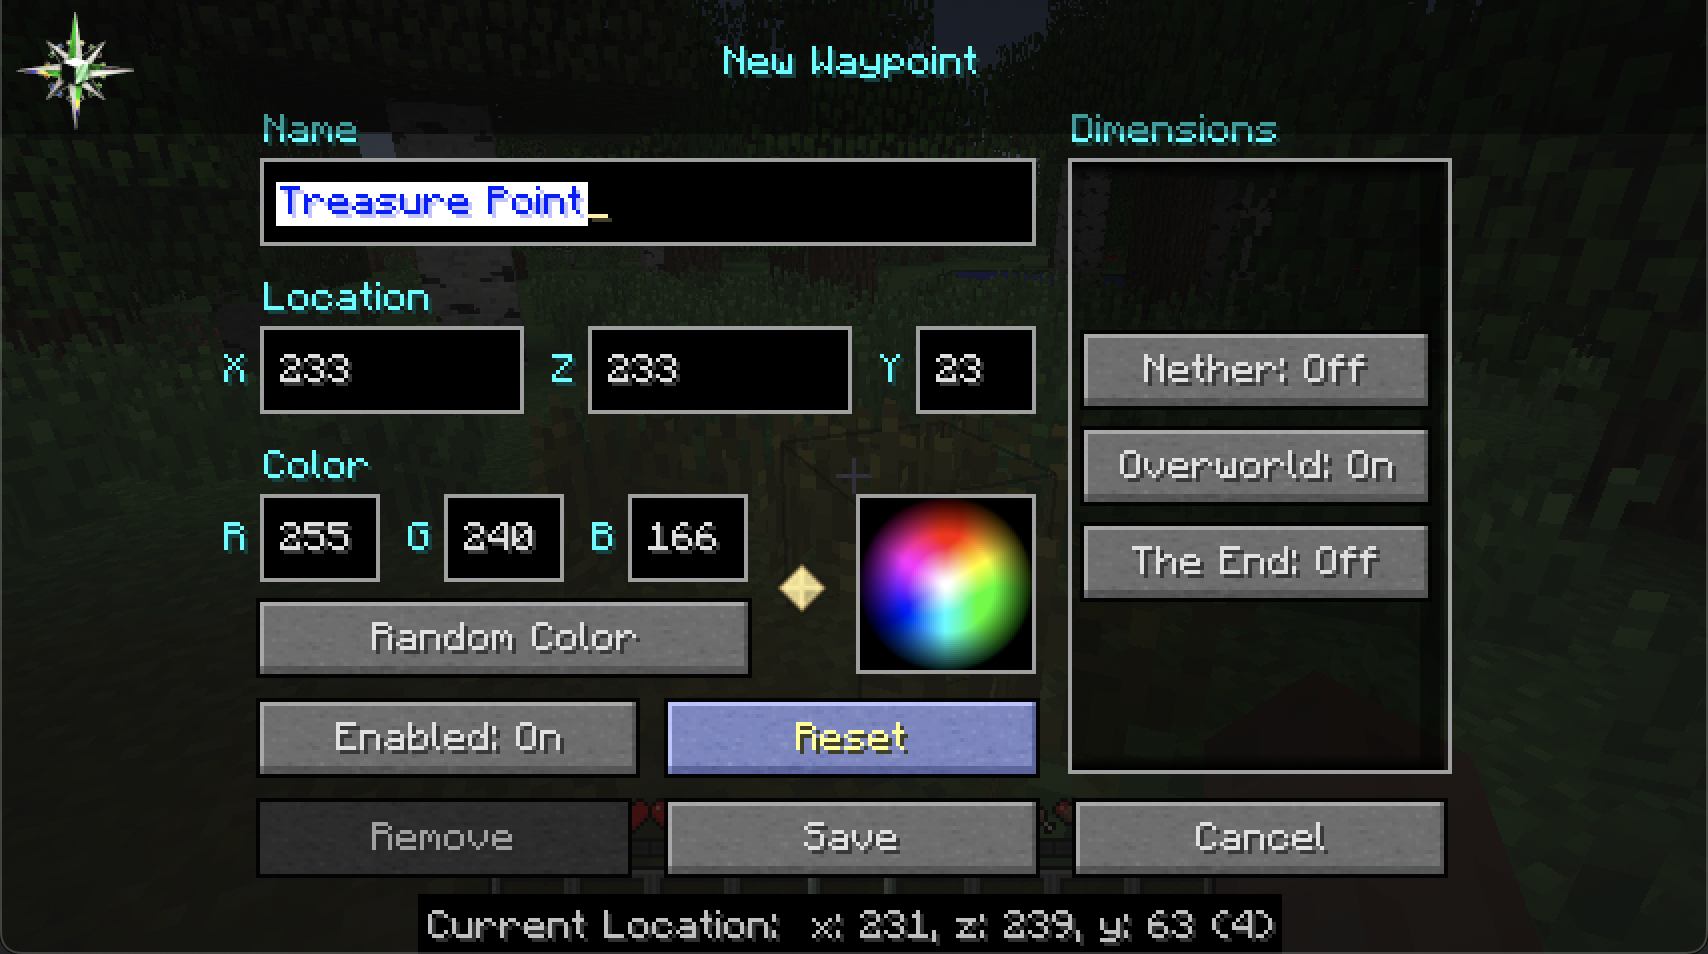 New Waypoint
Name
Dimensions
Treasure Point_
Location
X 233 Z 233 Y 23
Nether: Off
Overworld: On
Color
R 255 G 240 B 166
The End: Off
Random Color
Enabled: On
Reset
Remove
Save
Cancel
Current Location: x: 231, z: 239, y: 63 (4)